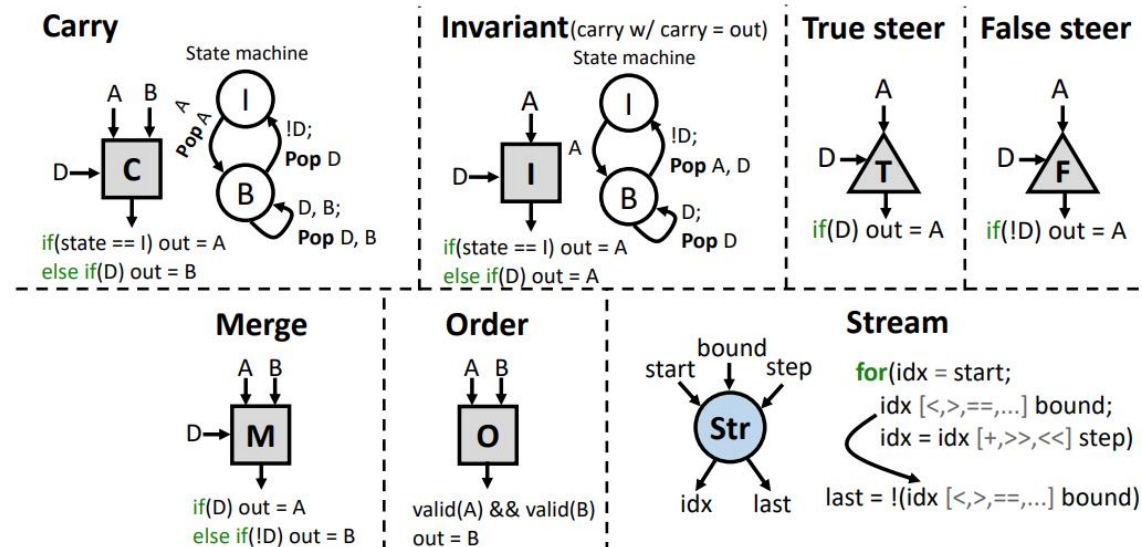 Carry
State machine
A B
D
C
A
Pop A
I
B
!D;
Pop D
D, B;
Pop D, B
if(state == I) out = A
else if(D) out = B
Invariant(carry w/ carry = out)
State machine
A
D
I
A
I
B
!D;
Pop A, D
D;
Pop D
if(state == I) out = A
else if(D) out = A
True steer
A
D
T
if(D) out = A
False steer
A
D
F
if(!D) out = A
Merge
A B
D
M
if(D) out = A
else if(!D) out = B
Order
A B
O
valid(A) && valid(B)
out = B
Stream
start bound step
Str
idx last
for(idx = start;
idx [<,>,==,...] bound;
idx = idx [+,>>,<<] step)
last = !(idx [<,>,==,...] bound)